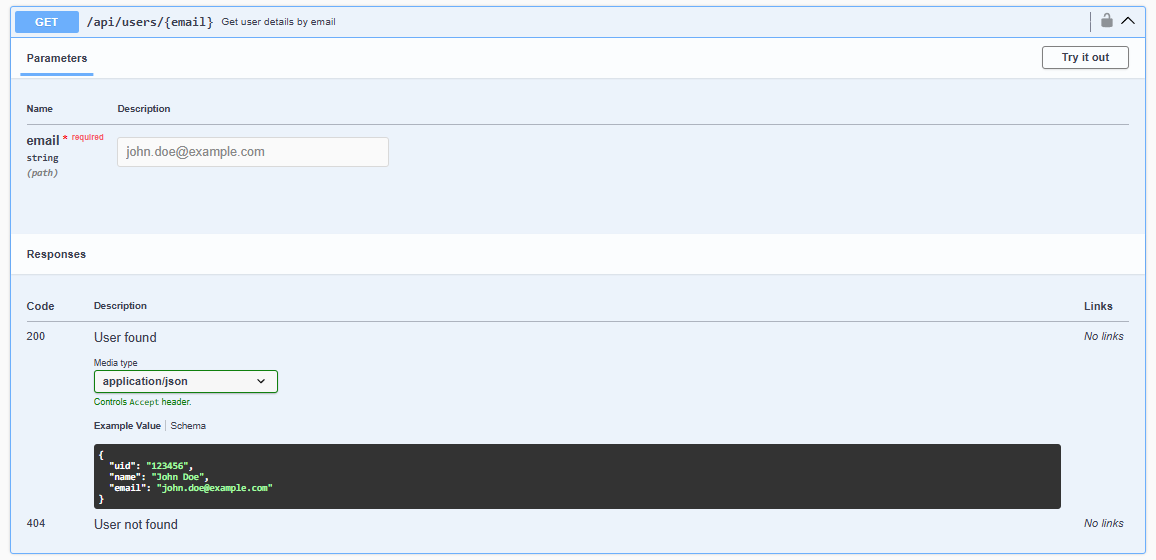 GET /api/users/{email} Get user details by email
Parameters Try it out
Name Description
email * required
string
(path)
john.doe@example.com
Responses
Code Description Links
200 User found No links
Media type
application/json
Controls Accept header.
Example Value Schema
{
"uid": "123456",
"name": "John Doe",
"email": "john.doe@example.com"
}
404 User not found No links